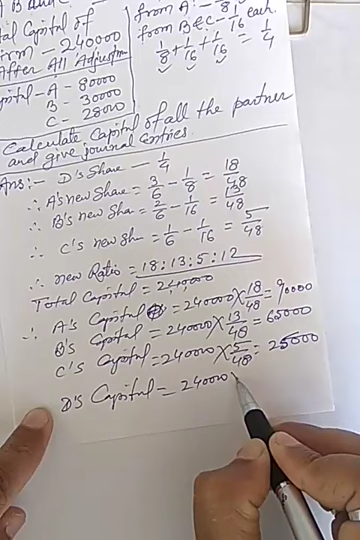 from A:- 1/8
tal Capital of from B & C - 1/16 each.
from - 240000 1/8 + 1/16 + 1/16 = 1/4
After All Adjustm
pital - A - 80000
B - 30000
C - 28000
Calculate Capital of all the partner
and give journal entries.
Ans:- D's Share - 1/4
∴ A's new Share = 3/6 - 1/8 = 18/48
∴ B's new Shar = 2/6 - 1/16 = 13/48
∴ C's new Sh = 1/6 - 1/16 = 5/48
∴ new Ratio = 18:13:5:12
Total Capital = 240000
∴ A's Capital = 240000 × 18/48 = 90000
B's Capital = 240000 × 13/48 = 65000
C's Capital = 240000 × 5/48 = 25000
D's Capital = 240000 ×